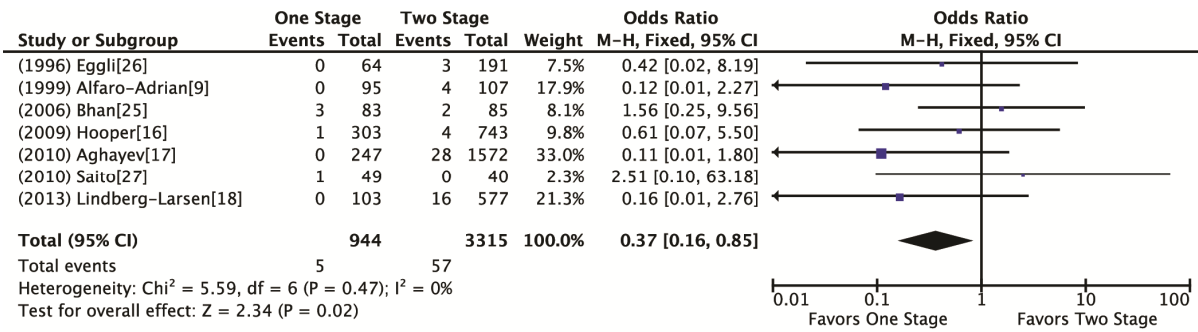 One Stage Two Stage Odds Ratio Odds Ratio
Study or Subgroup Events Total Events Total Weight M-H, Fixed, 95% CI M-H, Fixed, 95% CI
(1996) Eggli[26] 0 64 3 191 7.5% 0.42 [0.02, 8.19]
(1999) Alfaro-Adrian[9] 0 95 4 107 17.9% 0.12 [0.01, 2.27]
(2006) Bhan[25] 3 83 2 85 8.1% 1.56 [0.25, 9.56]
(2009) Hooper[16] 1 303 4 743 9.8% 0.61 [0.07, 5.50]
(2010) Aghayev[17] 0 247 28 1572 33.0% 0.11 [0.01, 1.80]
(2010) Saito[27] 1 49 0 40 2.3% 2.51 [0.10, 63.18]
(2013) Lindberg-Larsen[18] 0 103 16 577 21.3% 0.16 [0.01, 2.76]
Total (95% CI) 944 3315 100.0% 0.37 [0.16, 0.85]
Total events 5 57
Heterogeneity: Chi² = 5.59, df = 6 (P = 0.47); I² = 0%
Test for overall effect: Z = 2.34 (P = 0.02)
0.01 0.1 1 10 100
Favors One Stage Favors Two Stage